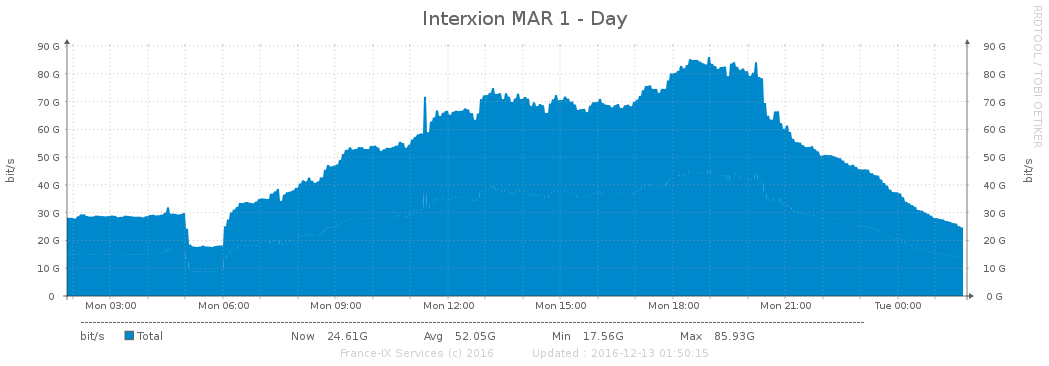 Interxion MAR 1 - Day
RRDTOOL / TOBI OETIKER
bit/s
90 G 90 G
80 G 80 G
70 G 70 G
60 G 60 G
50 G 50 G
40 G 40 G
30 G 30 G
20 G 20 G
10 G 10 G
0 0 G
bit/s
Mon 03:00 Mon 06:00 Mon 09:00 Mon 12:00 Mon 15:00 Mon 18:00 Mon 21:00 Tue 00:00
bit/s Total Now 24.61G Avg 52.05G Min 17.56G Max 85.93G
France-IX Services (c) 2016 Updated : 2016-12-13 01:50:15